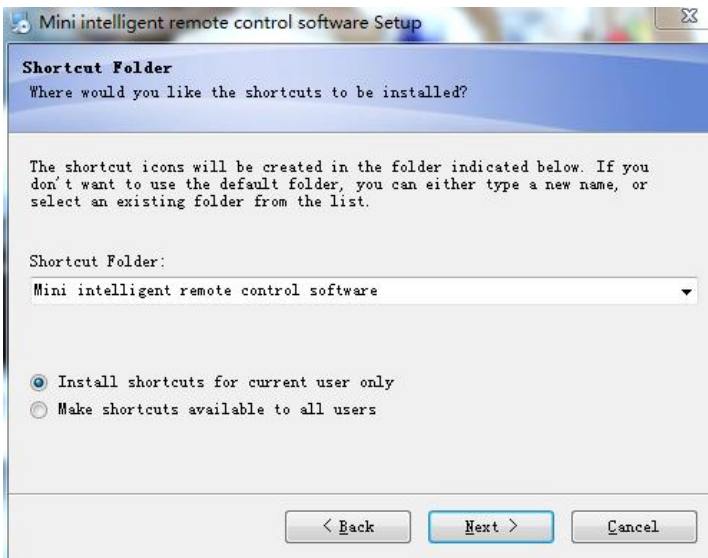 Mini intelligent remote control software Setup
Shortcut Folder
Where would you like the shortcuts to be installed?
The shortcut icons will be created in the folder indicated below. If you
don't want to use the default folder, you can either type a new name, or
select an existing folder from the list.
Shortcut Folder:
Mini intelligent remote control software
Install shortcuts for current user only
Make shortcuts available to all users
< Back
Next >
Cancel